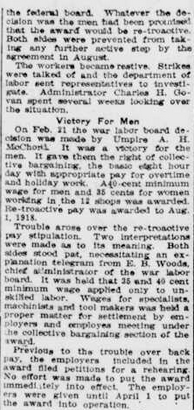 the federal board. Whatever the de-
cision was the men had been promised
that the award would be re-troactive.
Both sides were prevented from tak-
ing any further active step by the
agreement in August.
The workers became restive. Strikes
were talked of and the department of
labor sent representatives to investi-
gate. Administrator Charles H. Go-
van spent several weeks looking over
the situation.
Victory For Men
On Feb. 21 the war labor board de-
cision was made by Umpire A. H.
McChord. It was a victory for the
men. It gave them the right of collec-
tive bargaining, the basic eight hour
day with appropriate pay for overtime
and holiday work. A 40-cent minimum
wage for men and 35 cents for women
working in the 12 shops was awarded.
Re-troactive pay was awarded to Aug.
1, 1918.
Trouble arose over the re-troactive
pay stipulation. Two interpretations
were made as to its meaning. Both
sides stood pat, necessitating an ex-
planation telegram from E. B. Woods,
chief administrator of the war labor
board. It was held that 35 and 40 cent
minimum wage applied only to un-
skilled labor. Wages for specialists,
machinists and tool makers was held a
proper matter for settlement by em-
ployers and employes meeting under
the collective bargaining section of the
award.
Previous to the trouble over back
pay, the employers included in the
award filed petitions for a rehearing.
No effort was made to put the award
immediately into effect. The employ-
ers were given until April 1 to put
the award into operation.